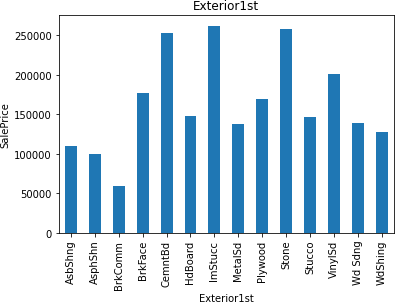 Exterior1st
SalePrice
250000
200000
150000
100000
50000
0
AsbShng
AsphShn
BrkComm
BrkFace
CemntBd
HdBoard
ImStucc
MetalSd
Plywood
Stone
Stucco
VinylSd
Wd Sdng
WdShing
Exterior1st